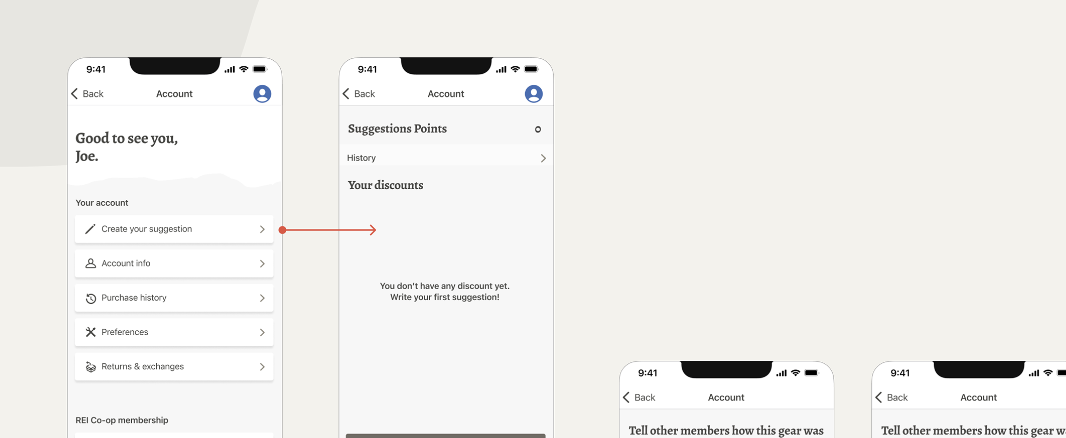 9:41
Back
Account
Good to see you,
Joe.
Your account
Create your suggestion
Account info
Purchase history
Preferences
Returns & exchanges
REI Co-op membership
9:41
Back
Account
Suggestions Points
0
History
Your discounts
You don't have any discount yet.
Write your first suggestion!
9:41
Back
Account
Tell other members how this gear was
9:41
Back
Account
Tell other members how this gear